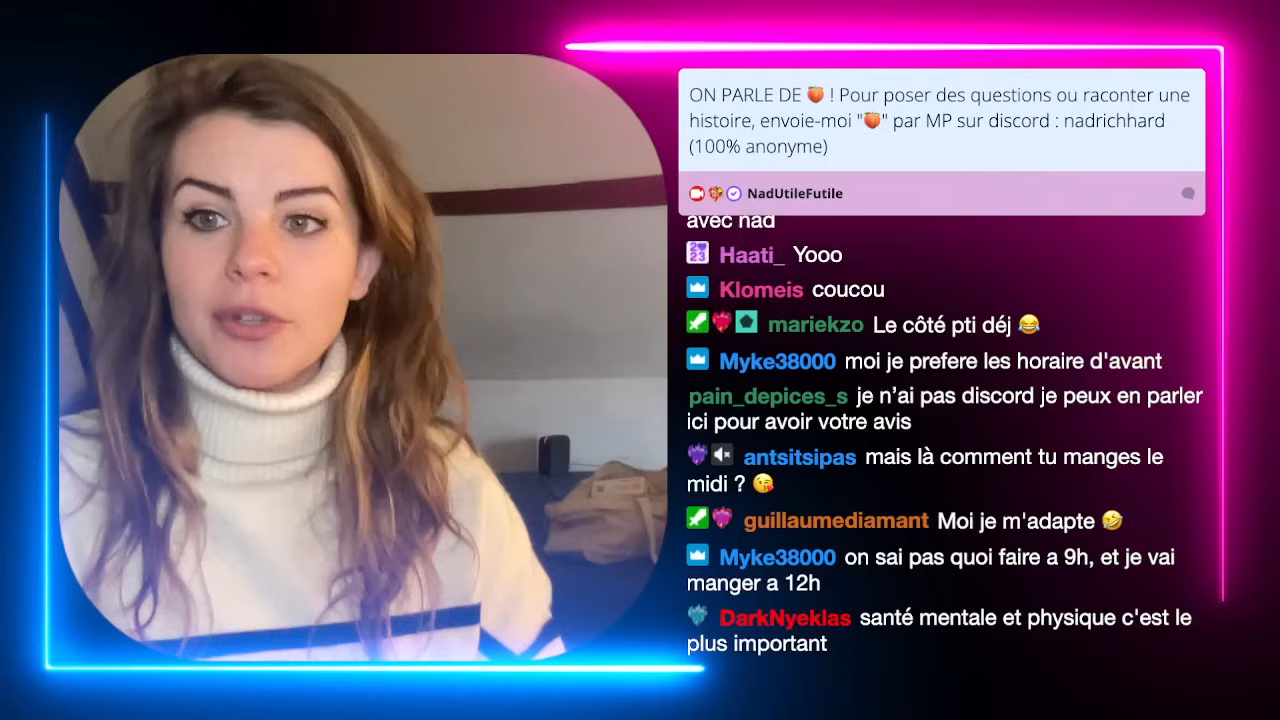 ON PARLE DE 🍑 ! Pour poser des questions ou raconter une
histoire, envoie-moi "🍑" par MP sur discord : nadrichhard
(100% anonyme)
NadUtileFutile
avec nad
Haati_ Yooo
Klomeis coucou
mariekzo Le côté pti déj 😂
Myke38000 moi je prefere les horaire d'avant
pain_depices_s je n’ai pas discord je peux en parler
ici pour avoir votre avis
antsitsipas mais là comment tu manges le
midi ? 😘
guillaumediamant Moi je m'adapte 🤣
Myke38000 on sai pas quoi faire a 9h, et je vai
manger a 12h
DarkNyeklas santé mentale et physique c'est le
plus important